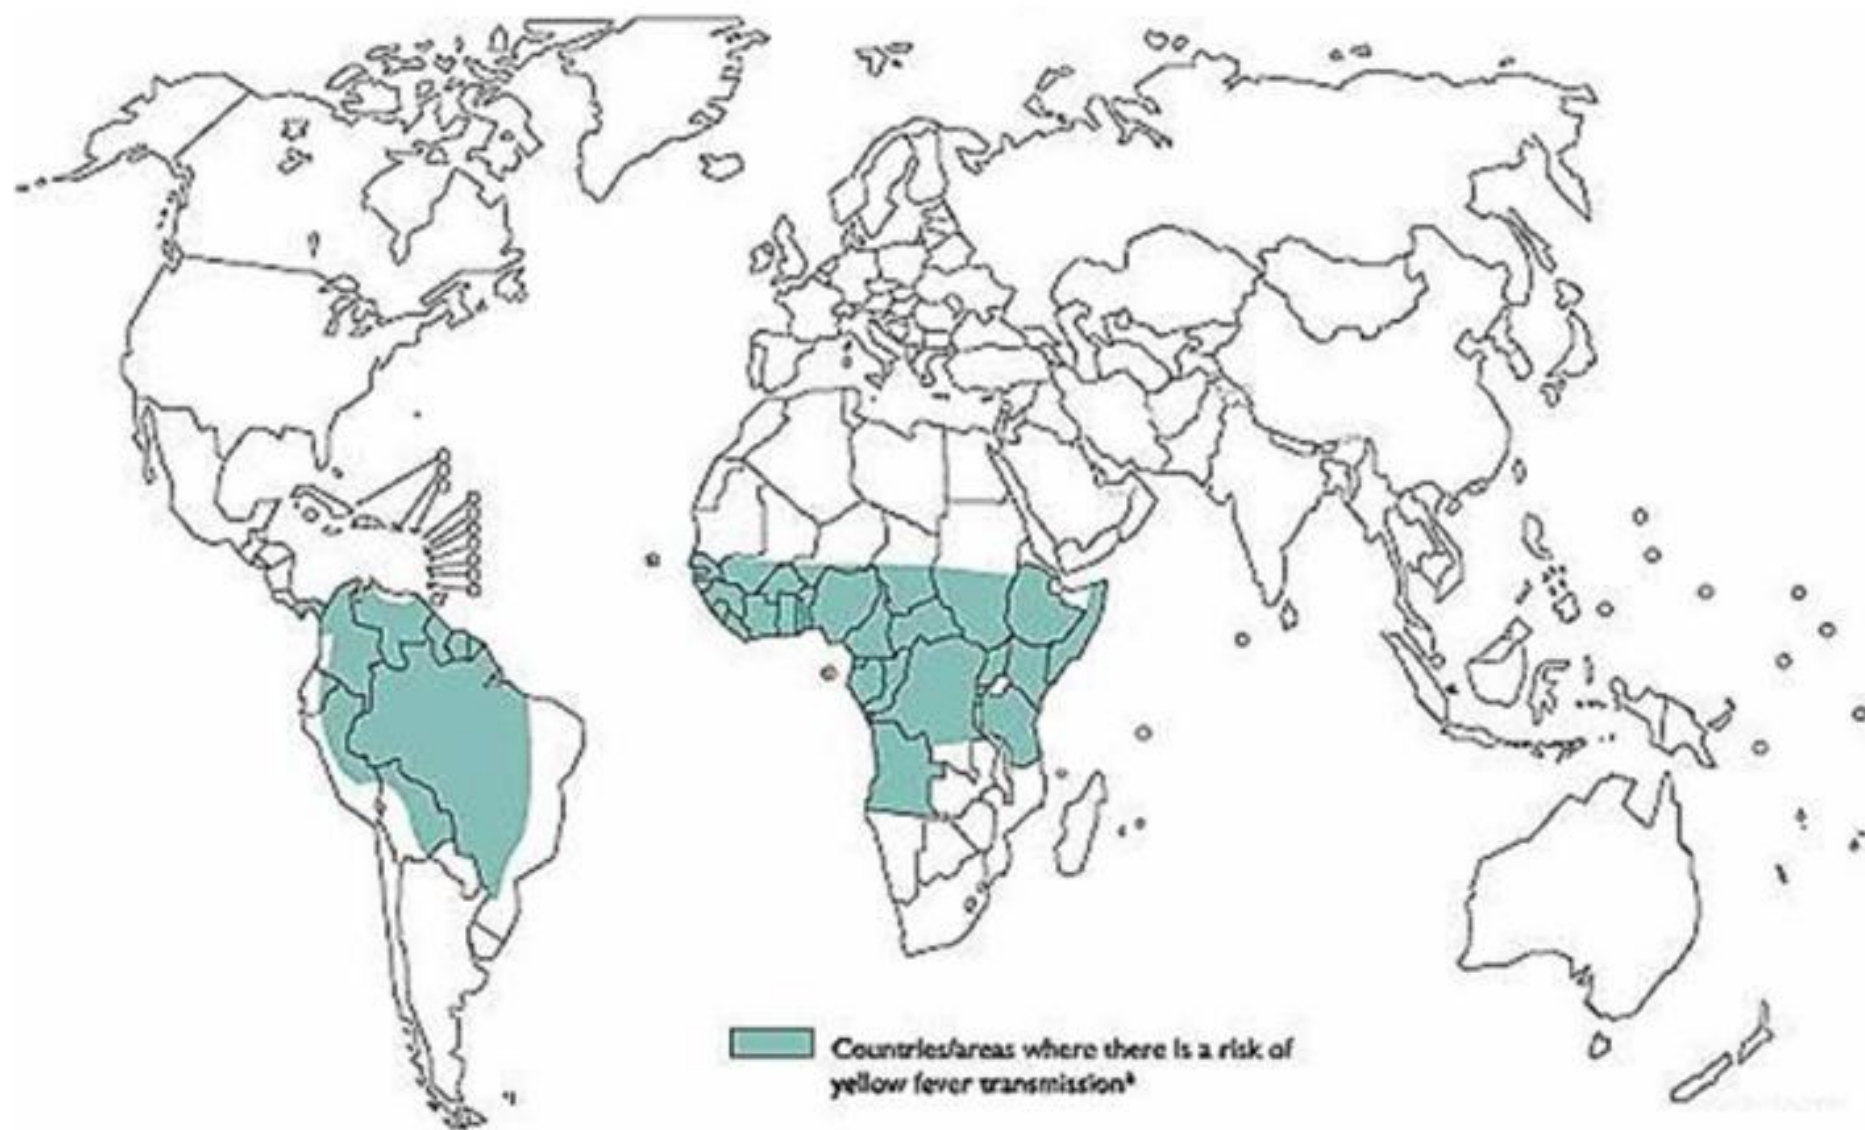 Countries/areas where there is a risk of
yellow fever transmission*